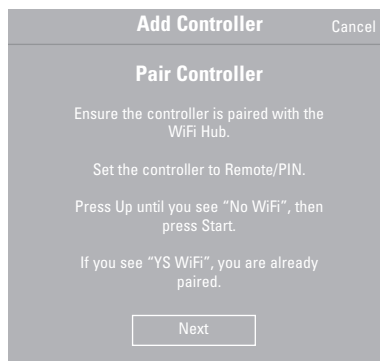 Add Controller
Cancel
Pair Controller
Ensure the controller is paired with the
WiFi Hub.
Set the controller to Remote/PIN.
Press Up until you see “No WiFi”, then
press Start.
If you see “YS WiFi”, you are already
paired.
Next